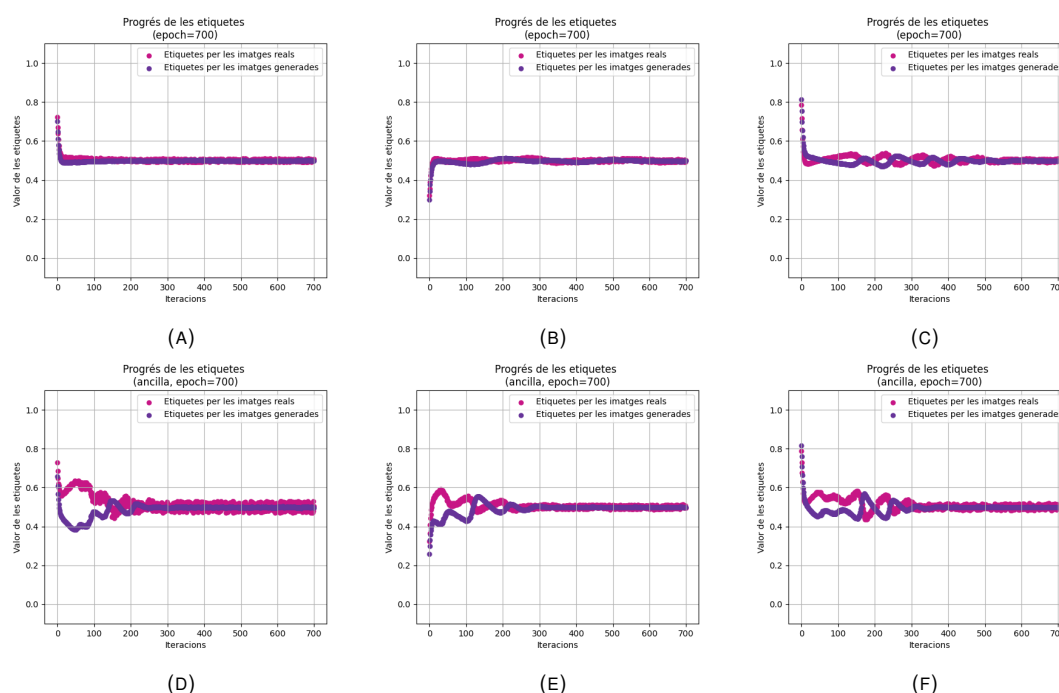 Progrés de les etiquetes
(epoch=700)
Etiquetes per les imatges reals
Etiquetes per les imatges generades
1.0
0.8
0.6
0.4
0.2
0.0
Valor de les etiquetes
0 100 200 300 400 500 600 700
Iteracions
(A)
Progrés de les etiquetes
(epoch=700)
Etiquetes per les imatges reals
Etiquetes per les imatges generades
1.0
0.8
0.6
0.4
0.2
0.0
Valor de les etiquetes
0 100 200 300 400 500 600 700
Iteracions
(B)
Progrés de les etiquetes
(epoch=700)
Etiquetes per les imatges reals
Etiquetes per les imatges generades
1.0
0.8
0.6
0.4
0.2
0.0
Valor de les etiquetes
0 100 200 300 400 500 600 700
Iteracions
(C)
Progrés de les etiquetes
(ancilla, epoch=700)
Etiquetes per les imatges reals
Etiquetes per les imatges generades
1.0
0.8
0.6
0.4
0.2
0.0
Valor de les etiquetes
0 100 200 300 400 500 600 700
Iteracions
(D)
Progrés de les etiquetes
(ancilla, epoch=700)
Etiquetes per les imatges reals
Etiquetes per les imatges generades
1.0
0.8
0.6
0.4
0.2
0.0
Valor de les etiquetes
0 100 200 300 400 500 600 700
Iteracions
(E)
Progrés de les etiquetes
(ancilla, epoch=700)
Etiquetes per les imatges reals
Etiquetes per les imatges generades
1.0
0.8
0.6
0.4
0.2
0.0
Valor de les etiquetes
0 100 200 300 400 500 600 700
Iteracions
(F)